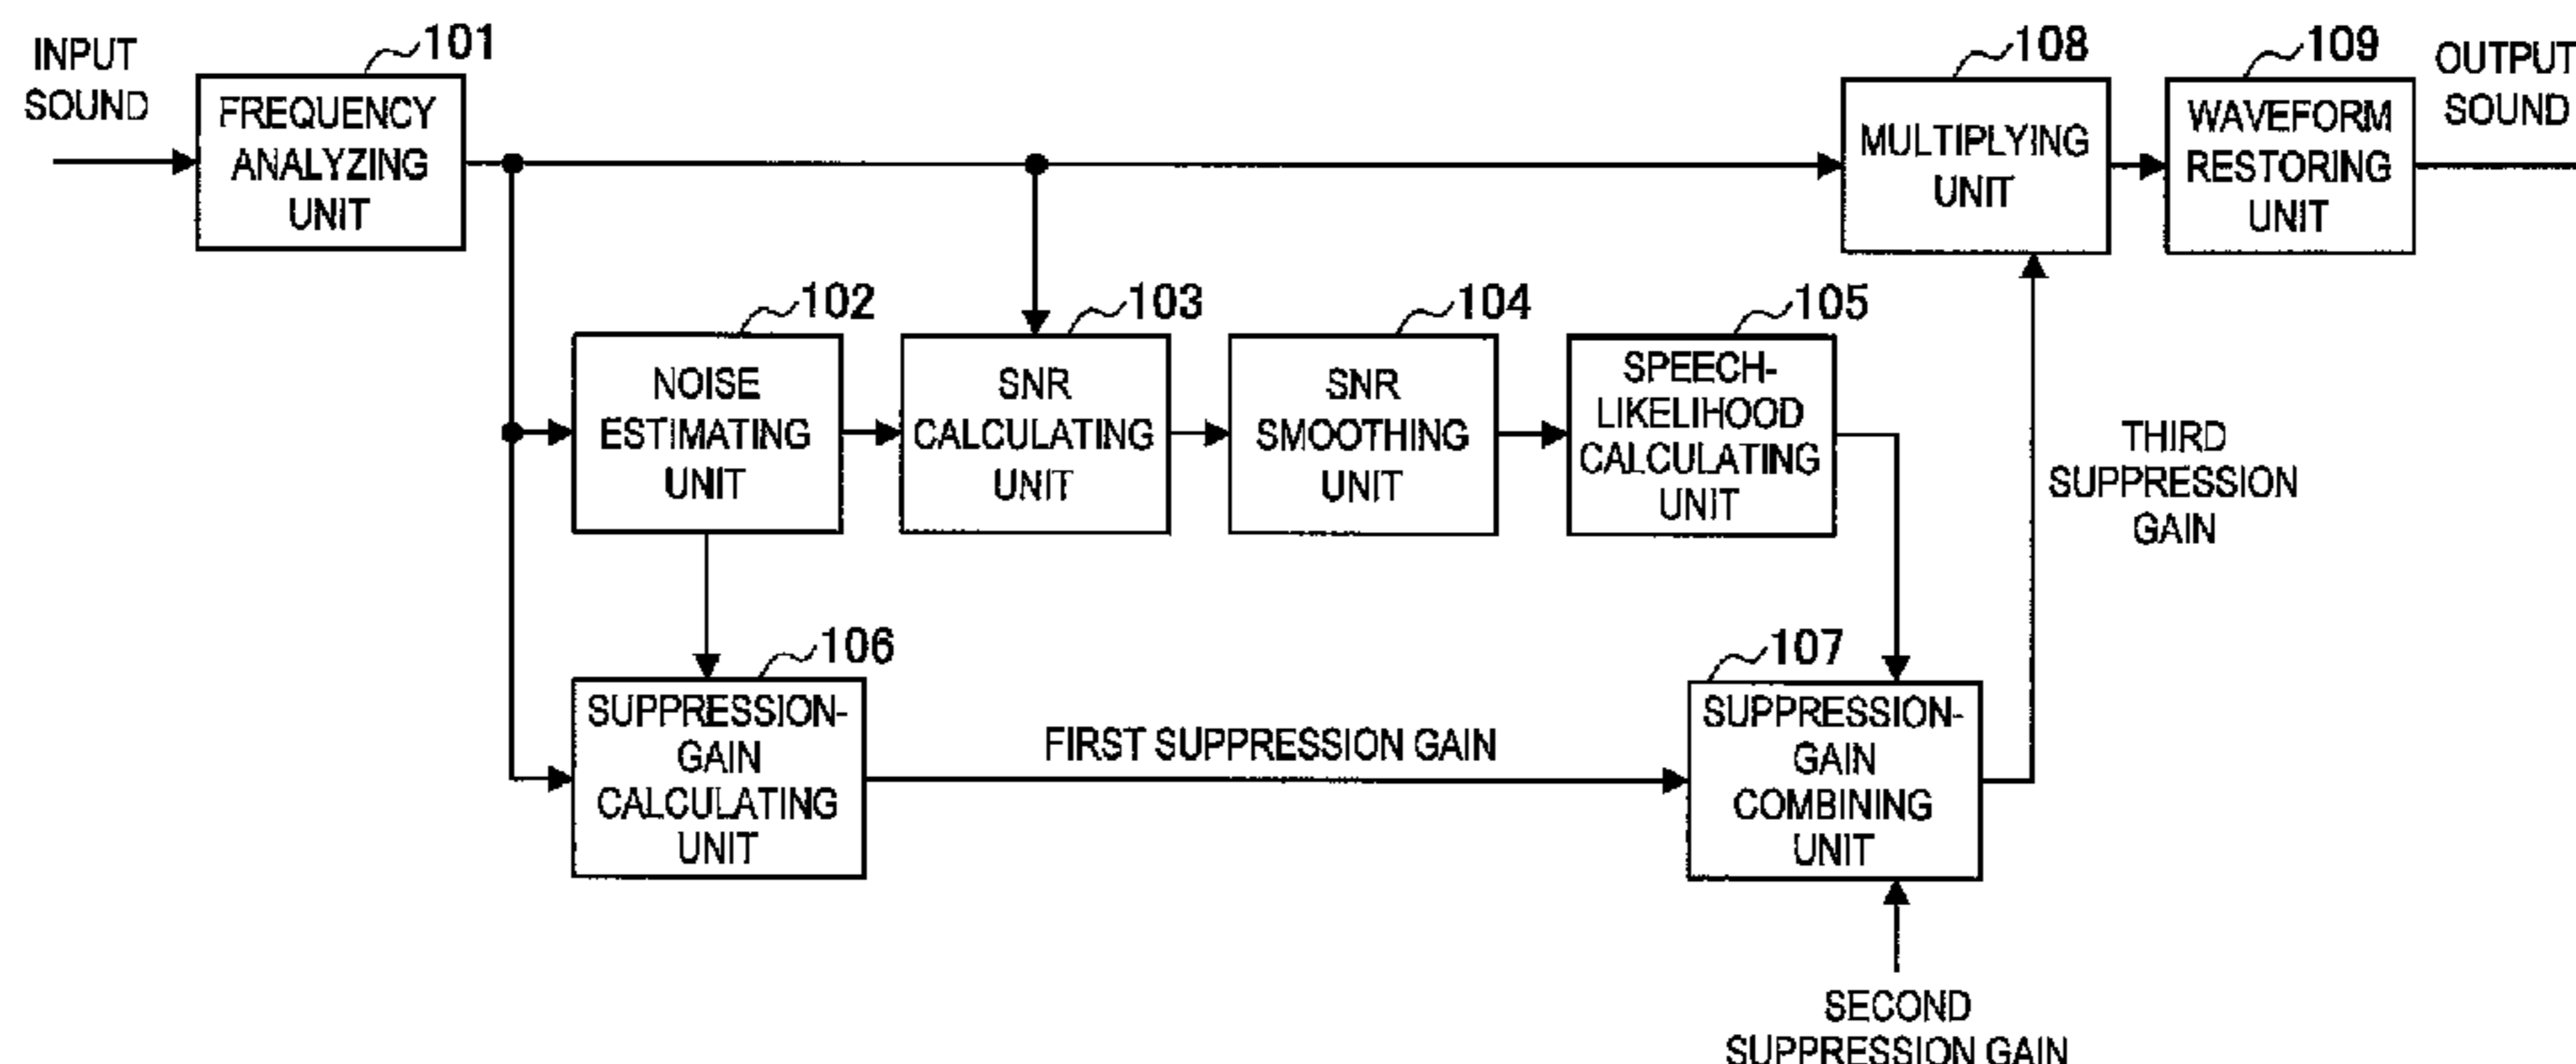 INPUT
SOUND
101
FREQUENCY
ANALYZING
UNIT
108
MULTIPLYING
UNIT
109
WAVEFORM
RESTORING
UNIT
OUTPUT
SOUND
102
NOISE
ESTIMATING
UNIT
103
SNR
CALCULATING
UNIT
104
SNR
SMOOTHING
UNIT
105
SPEECH-
LIKELIHOOD
CALCULATING
UNIT
THIRD
SUPPRESSION
GAIN
106
SUPPRESSION-
GAIN
CALCULATING
UNIT
FIRST SUPPRESSION GAIN
107
SUPPRESSION-
GAIN
COMBINING
UNIT
SECOND
SUPPRESSION GAIN